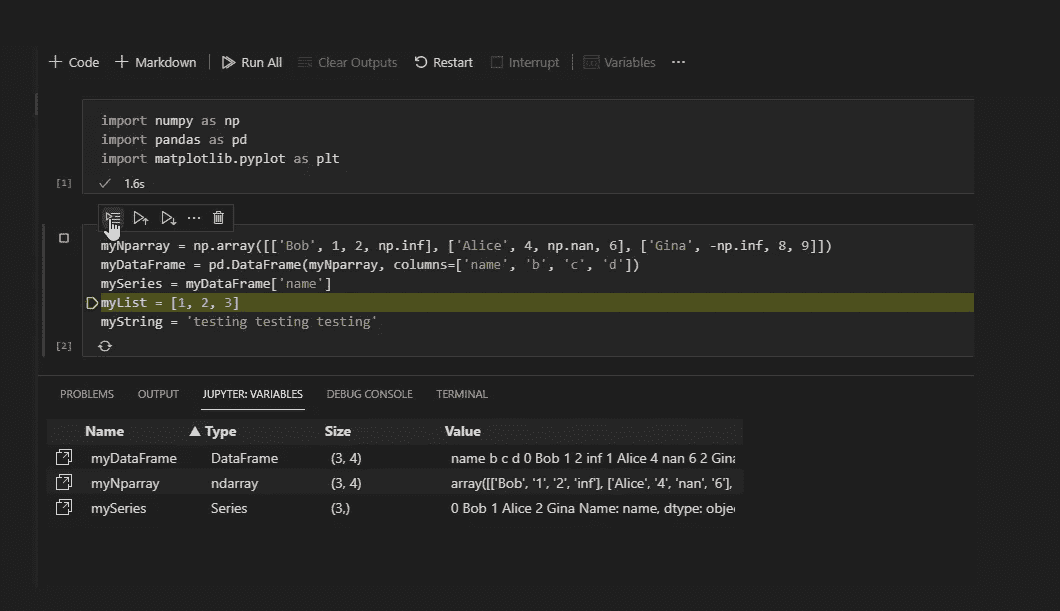 Code Markdown Run All Clear Outputs Restart Interrupt Variables ...
import numpy as np
import pandas as pd
import matplotlib.pyplot as plt
[1] 1.6s
myNparray = np.array([['Bob', 1, 2, np.inf], ['Alice', 4, np.nan, 6], ['Gina', -np.inf, 8, 9]])
myDataFrame = pd.DataFrame(myNparray, columns=['name', 'b', 'c', 'd'])
mySeries = myDataFrame['name']
myList = [1, 2, 3]
myString = 'testing testing testing'
[2]
PROBLEMS OUTPUT JUPYTER: VARIABLES DEBUG CONSOLE TERMINAL
Name Type Size Value
myDataFrame DataFrame (3, 4) name b c d 0 Bob 1 2 inf 1 Alice 4 nan 6 2 Gina
myNparray ndarray (3, 4) array([['Bob', '1', '2', 'inf'], ['Alice', '4', 'nan', '6'],
mySeries Series (3,) 0 Bob 1 Alice 2 Gina Name: name, dtype: obje